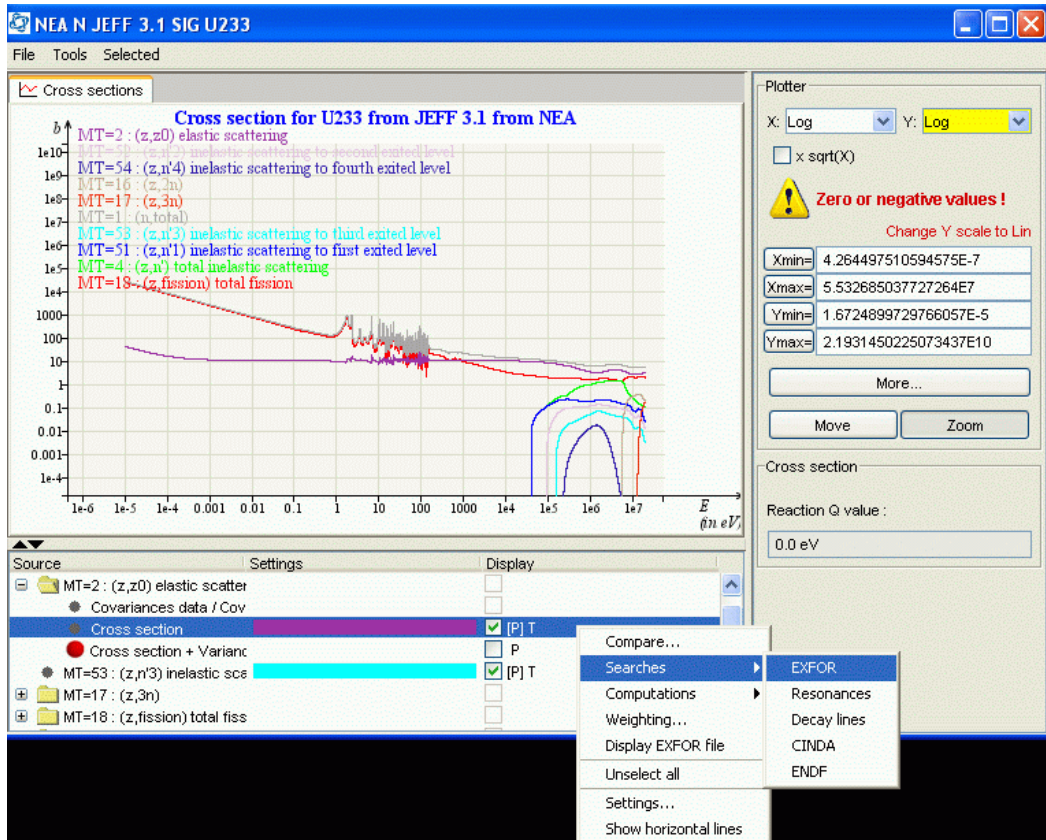 NEA N JEFF 3.1 SIG U233
File Tools Selected
Cross sections
Cross section for U233 from JEFF 3.1 from NEA
b
MT=2 : (z,z0) elastic scattering
MT=52 : (z,n'2) inelastic scattering to second exited level
MT=54 : (z,n'4) inelastic scattering to fourth exited level
MT=16 : (z,2n)
MT=17 : (z,3n)
MT=1 : (n,total)
MT=53 : (z,n'3) inelastic scattering to third exited level
MT=51 : (z,n'1) inelastic scattering to first exited level
MT=4 : (z,n') total inelastic scattering
MT=18 : (z,fission) total fission
1e10
1e9
1e8
1e7
1e6
1e5
1e4
1000
100
10
1
0.1
0.01
0.001
1e-4
1e-6 1e-5 1e-4 0.001 0.01 0.1 1 10 100 1000 1e4 1e5 1e6 1e7
E
(in eV)
Plotter
X: Log Y: Log
x sqrt(X)
Zero or negative values !
Change Y scale to Lin
Xmin= 4.264497510594575E-7
Xmax= 5.532685037727264E7
Ymin= 1.6724899729766057E-5
Ymax= 2.1931450225073437E10
More...
Move Zoom
Cross section
Reaction Q value :
0.0 eV
Source Settings Display
MT=2 : (z,z0) elastic scatter
Covariances data / Cov
Cross section [P] T
Cross section + Varianc P
MT=53 : (z,n'3) inelastic sca [P] T
MT=17 : (z,3n)
MT=18 : (z,fission) total fiss
Compare...
Searches
Computations
Weighting...
Display EXFOR file
Unselect all
Settings...
Show horizontal lines
EXFOR
Resonances
Decay lines
CINDA
ENDF